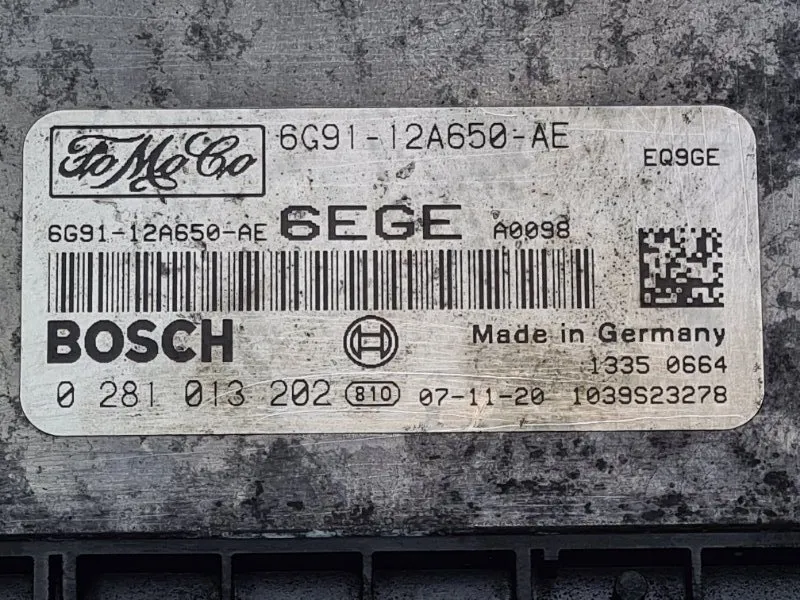 FoMoCo
6G91-12A650-AE
EQ9GE
6G91-12A650-AE 6EGE A0098
BOSCH
Made in Germany
1335 0664
0 281 013 202 810 07-11-20 1039S23278